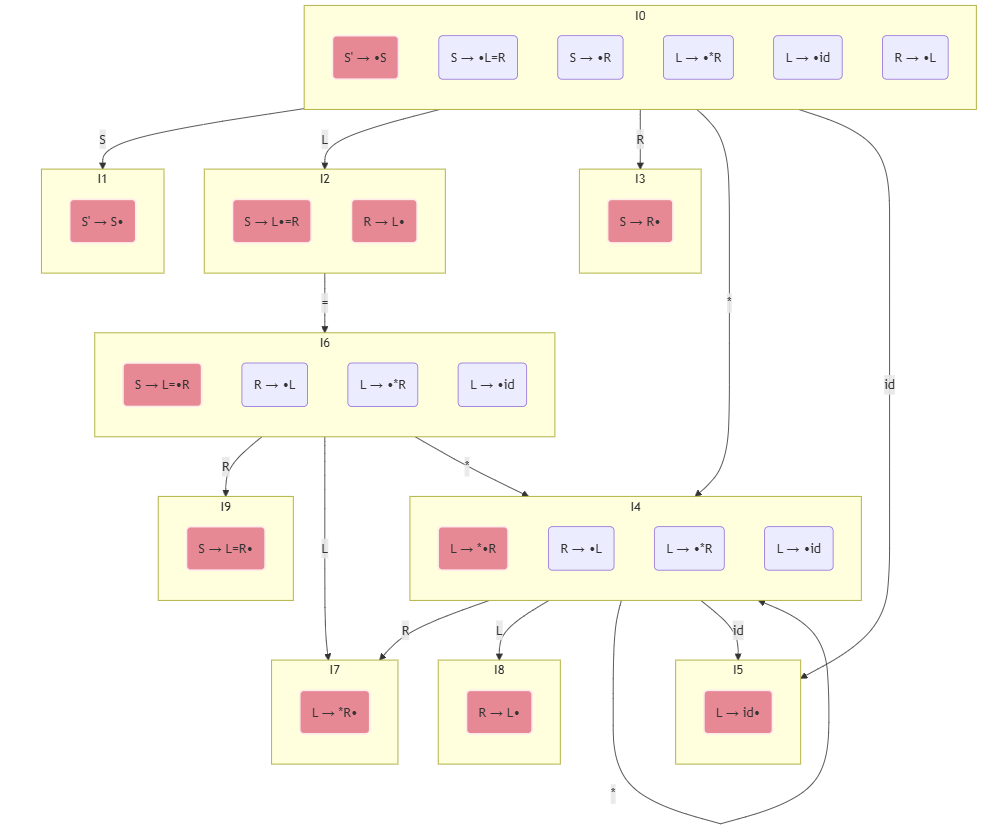 I0
S' → •S
S → •L=R
S → •R
L → •*R
L → •id
R → •L
S
L
R
I1
S' → S•
I2
S → L•=R
R → L•
I3
S → R•
=
*
I6
S → L=•R
R → •L
L → •*R
L → •id
id
R
*
I9
S → L=R•
L
I4
L → *•R
R → •L
L → •*R
L → •id
R
L
id
I7
L → *R•
I8
R → L•
I5
L → id•
*